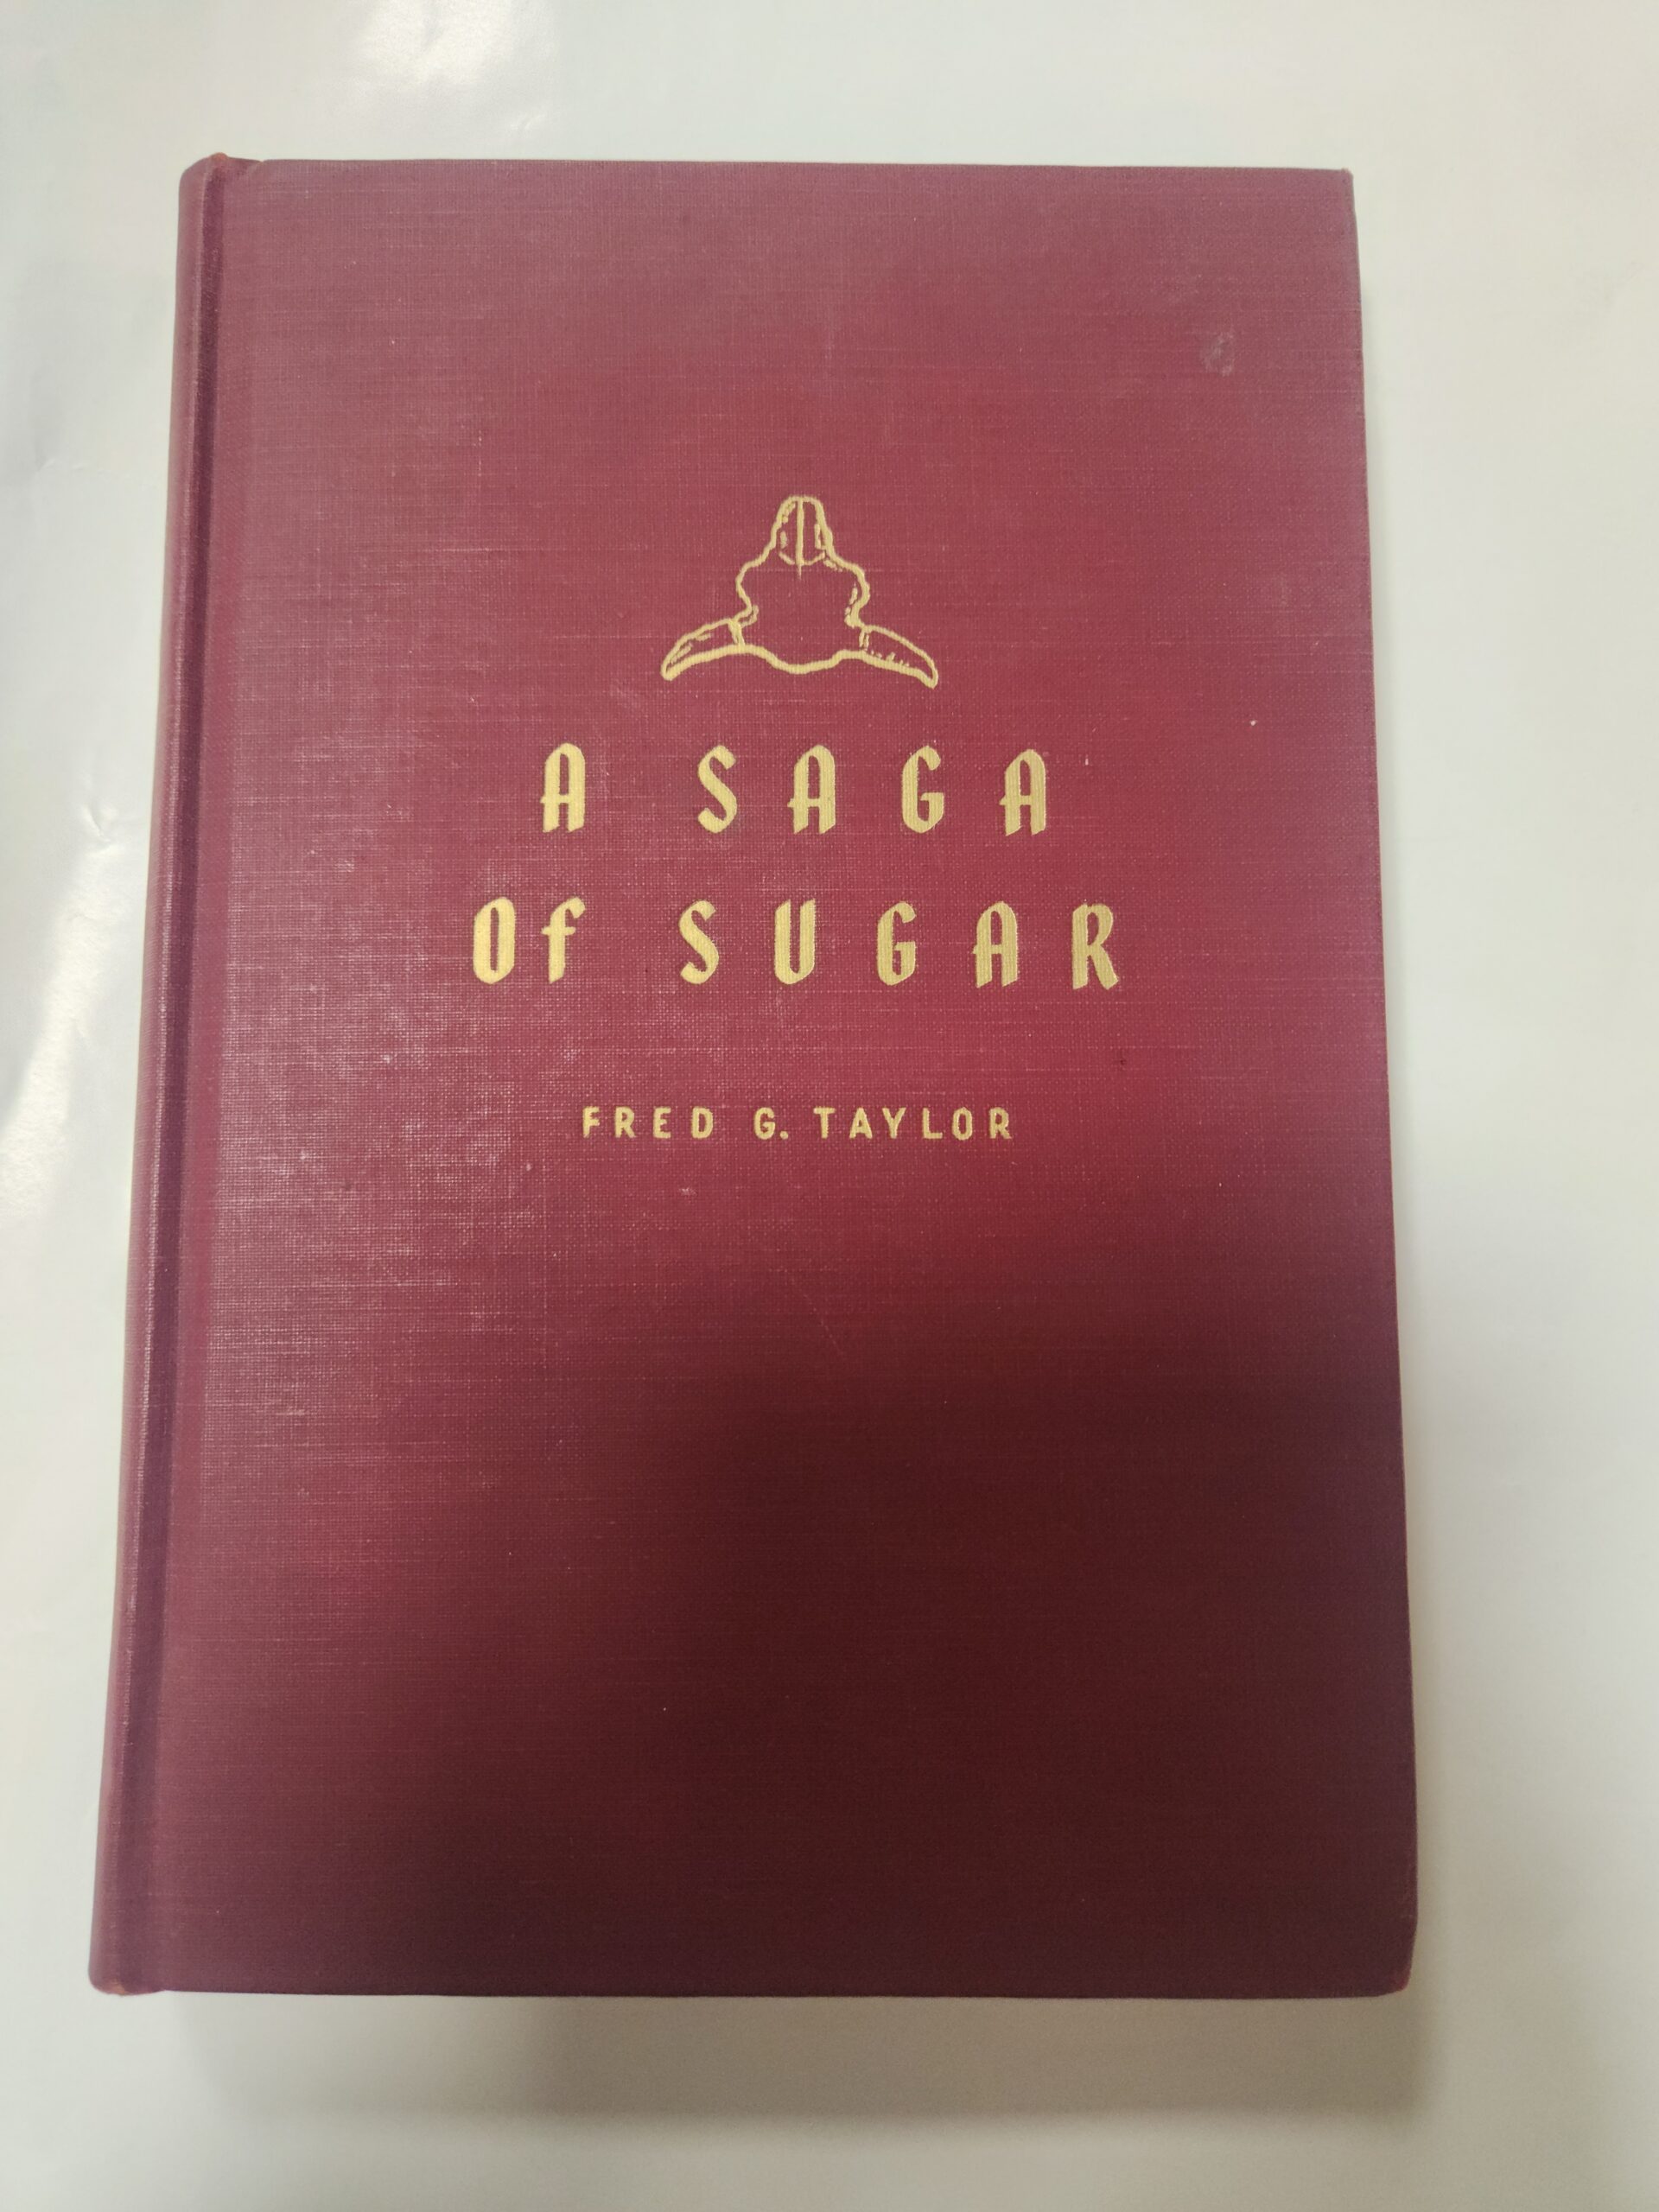 A SAGA
Of SUGAR
FRED G. TAYLOR